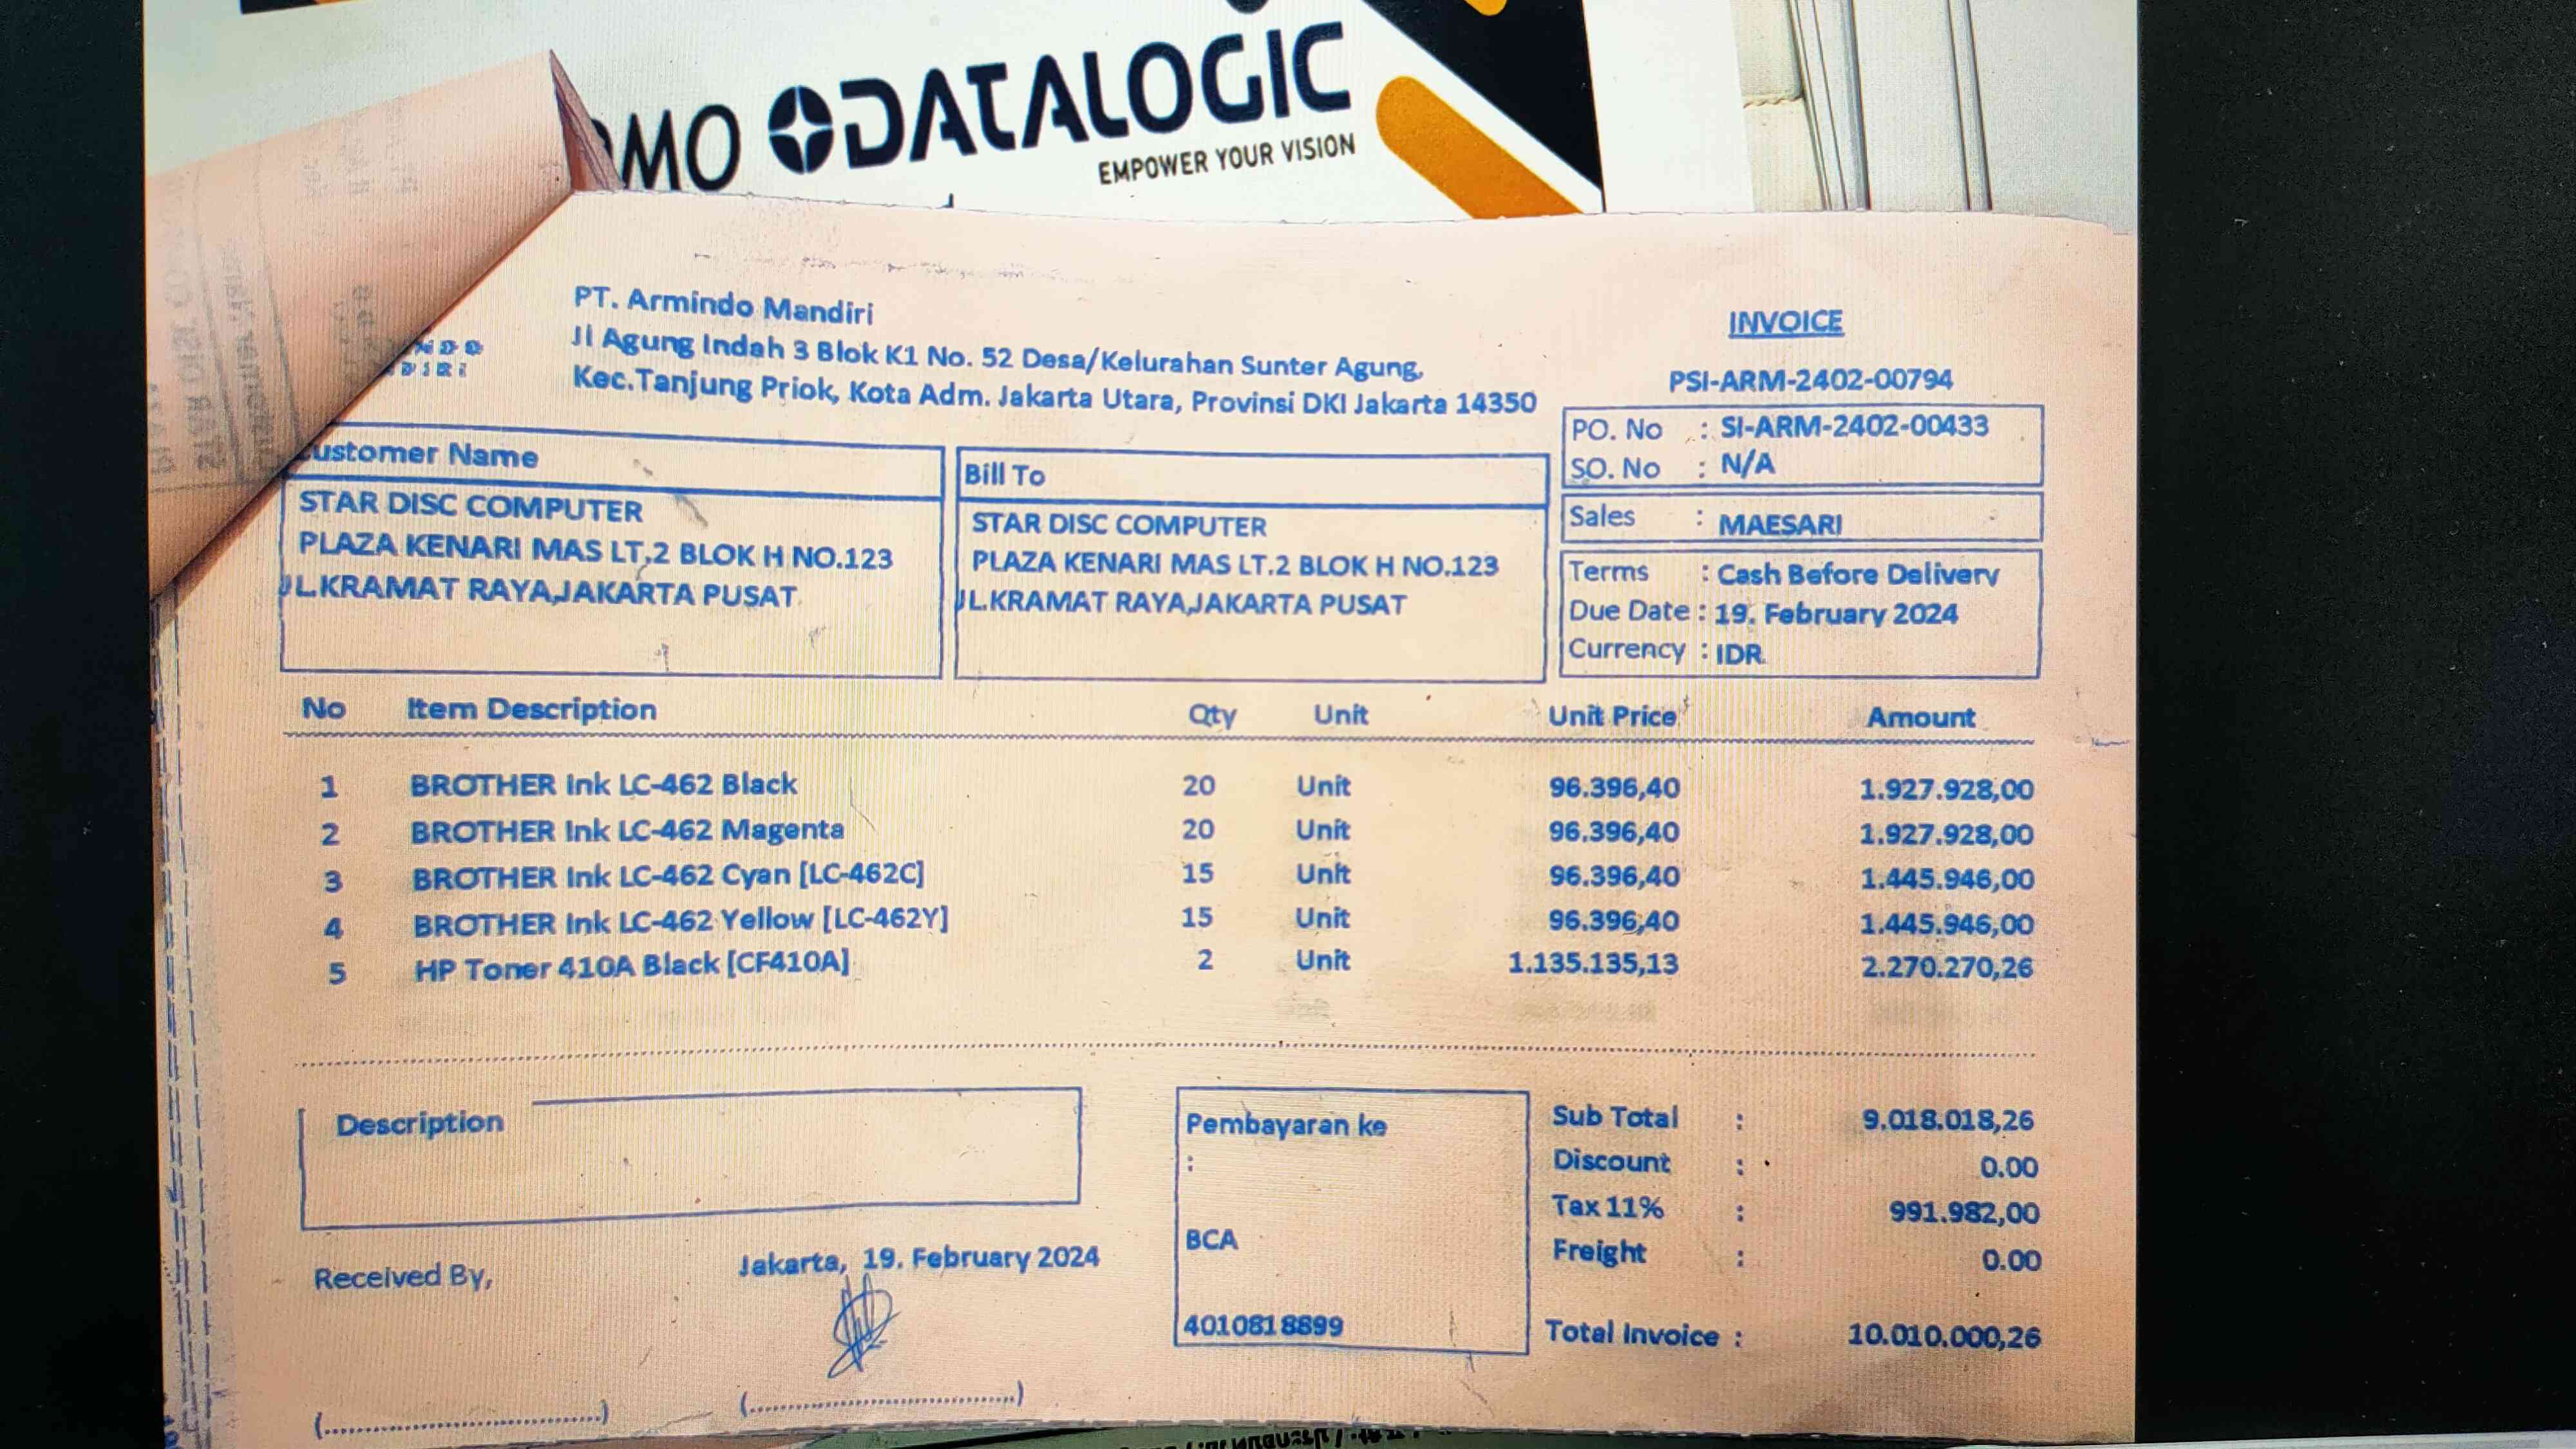 MO DATALOGIC
EMPOWER YOUR VISION
PT. Armindo Mandiri
Jl Agung Indah 3 Blok K1 No. 52 Desa/Kelurahan Sunter Agung,
Kec.Tanjung Priok, Kota Adm. Jakarta Utara, Provinsi DKI Jakarta 14350
INVOICE
PSI-ARM-2402-00794
PO. No : SI-ARM-2402-00433
SO. No : N/A
Sales : MAESARI
Terms : Cash Before Delivery
Due Date : 19. February 2024
Currency : IDR
ustomer Name
STAR DISC COMPUTER
PLAZA KENARI MAS LT.2 BLOK H NO.123
JL.KRAMAT RAYA,JAKARTA PUSAT
Bill To
STAR DISC COMPUTER
PLAZA KENARI MAS LT.2 BLOK H NO.123
JL.KRAMAT RAYA,JAKARTA PUSAT
No Item Description Qty Unit Unit Price Amount
1 BROTHER Ink LC-462 Black 20 Unit 96.396,40 1.927.928,00
2 BROTHER Ink LC-462 Magenta 20 Unit 96.396,40 1.927.928,00
3 BROTHER Ink LC-462 Cyan [LC-462C] 15 Unit 96.396,40 1.445.946,00
4 BROTHER Ink LC-462 Yellow [LC-462Y] 15 Unit 96.396,40 1.445.946,00
5 HP Toner 410A Black [CF410A] 2 Unit 1.135.135,13 2.270.270,26
Description
Received By,
Jakarta, 19. February 2024
(..............................)
(..............................)
Pembayaran ke
:
BCA
4010818899
Sub Total : 9.018.018,26
Discount : 0.00
Tax 11% : 991.982,00
Freight : 0.00
Total Invoice : 10.010.000,26